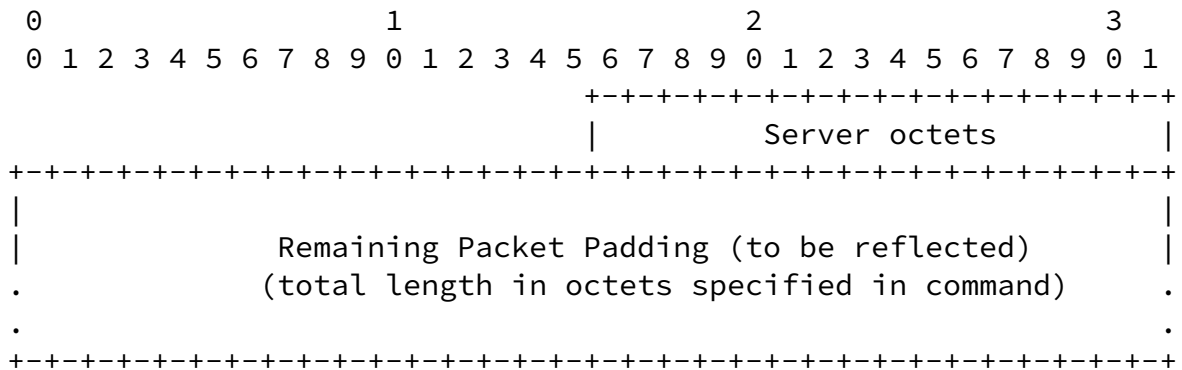 0                   1                   2                   3
 0 1 2 3 4 5 6 7 8 9 0 1 2 3 4 5 6 7 8 9 0 1 2 3 4 5 6 7 8 9 0 1
                                +-+-+-+-+-+-+-+-+-+-+-+-+-+-+-+-+
                                |         Server octets         |
+-+-+-+-+-+-+-+-+-+-+-+-+-+-+-+-+-+-+-+-+-+-+-+-+-+-+-+-+-+-+-+-+
|                                                               |
|              Remaining Packet Padding (to be reflected)       |
.             (total length in octets specified in command)     .
.                                                               .
+-+-+-+-+-+-+-+-+-+-+-+-+-+-+-+-+-+-+-+-+-+-+-+-+-+-+-+-+-+-+-+-+